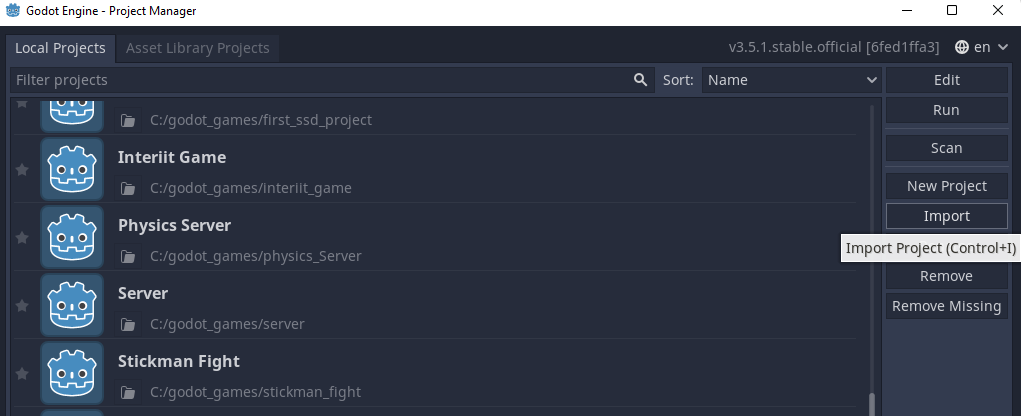 Godot Engine - Project Manager
Local Projects
Asset Library Projects
v3.5.1.stable.official [6fed1ffa3]
en
Filter projects
Sort:
Name
Edit
Run
Scan
New Project
Import
Import Project (Control+I)
Remove
Remove Missing
C:/godot_games/first_ssd_project
Interiit Game
C:/godot_games/interiit_game
Physics Server
C:/godot_games/physics_Server
Server
C:/godot_games/server
Stickman Fight
C:/godot_games/stickman_fight